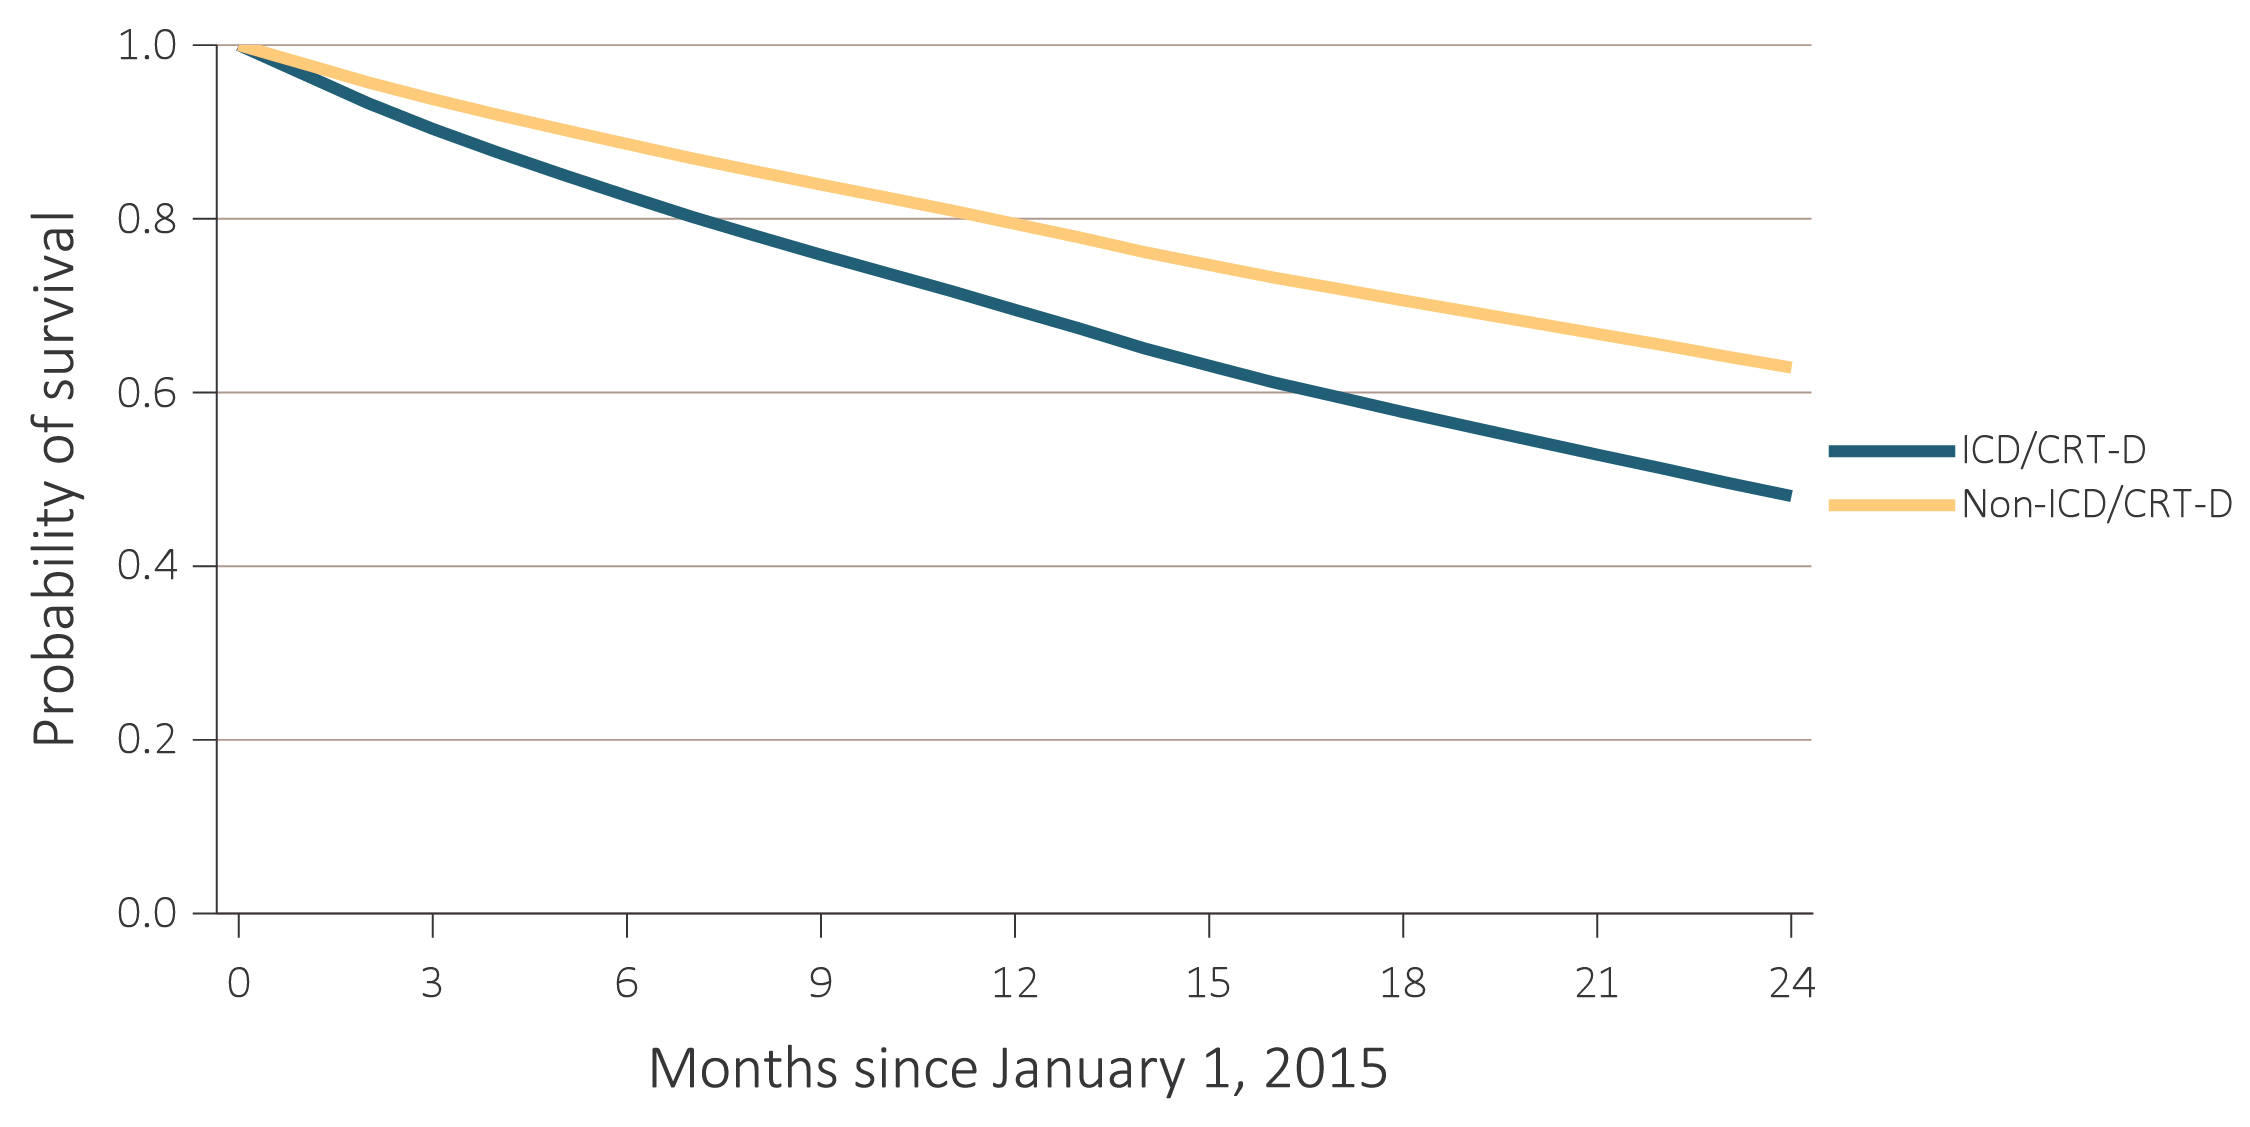 Probability of survival
1.0
0.8
0.6
0.4
0.2
0.0
0 3 6 9 12 15 18 21 24
Months since January 1, 2015
ICD/CRT-D
Non-ICD/CRT-D